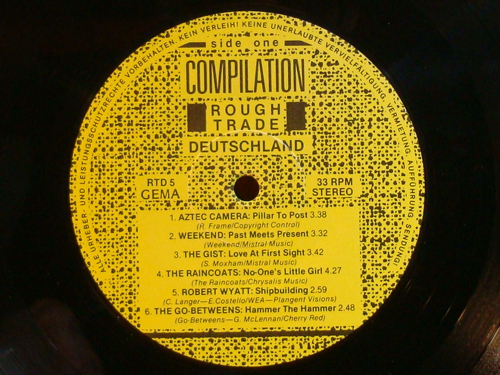 ALLE URHEBER- UND LEISTUNGSSCHUTZRECHTE VORBEHALTEN. KEIN VERLEIH! KEINE UNERLAUBTE VERVIELFÄLTIGUNG, VERMIETUNG, AUFFÜHRUNG, SENDUNG!
side one
COMPILATION
ROUGH
TRADE
DEUTSCHLAND
RTD 5
GEMA
33 RPM
STEREO
1. AZTEC CAMERA: Pillar To Post 3.38
(R. Frame/Copyright Control)
2. WEEKEND: Past Meets Present 3.32
(Weekend/Mistral Music)
3. THE GIST: Love At First Sight 3.42
(S. Moxham/Mistral Music)
4. THE RAINCOATS: No-One's Little Girl 4.27
(The Raincoats/Chrysalis Music)
5. ROBERT WYATT: Shipbuilding 2.59
(C. Langer—E.Costello/WEA—Plangent Visions)
6. THE GO-BETWEENS: Hammer The Hammer 2.48
(Go-Betweens—G. McLennan/Cherry Red)